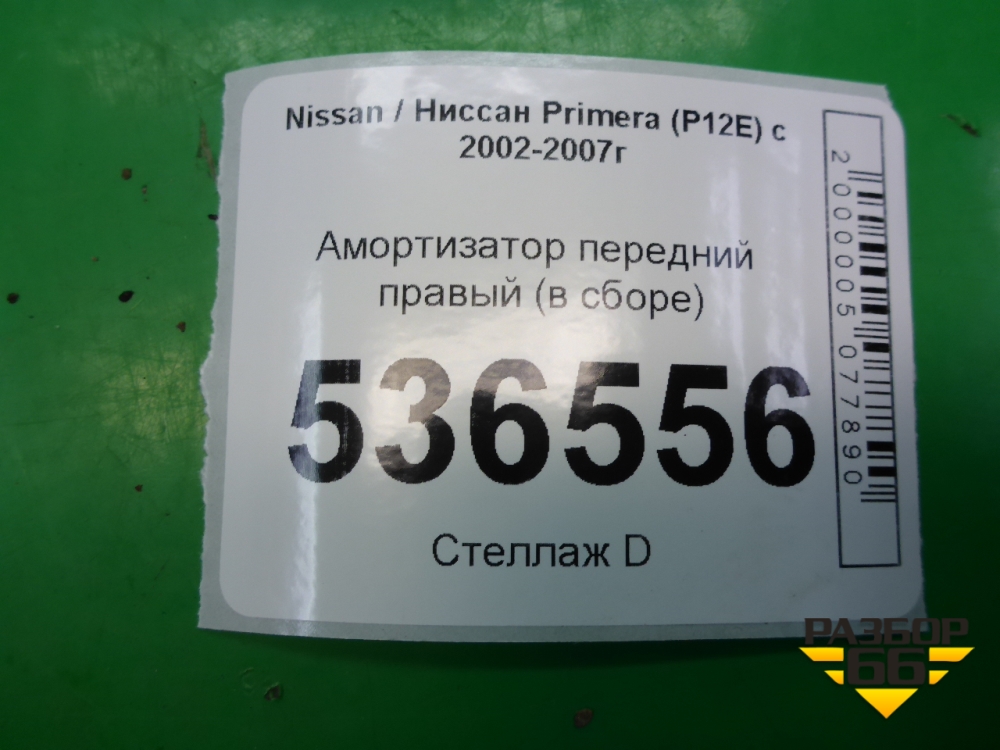 Nissan / Ниссан Primera (P12E) с
2002-2007г
Амортизатор передний
правый (в сборе)
536556
Стеллаж D
2000005077890
РАЗБОР
66